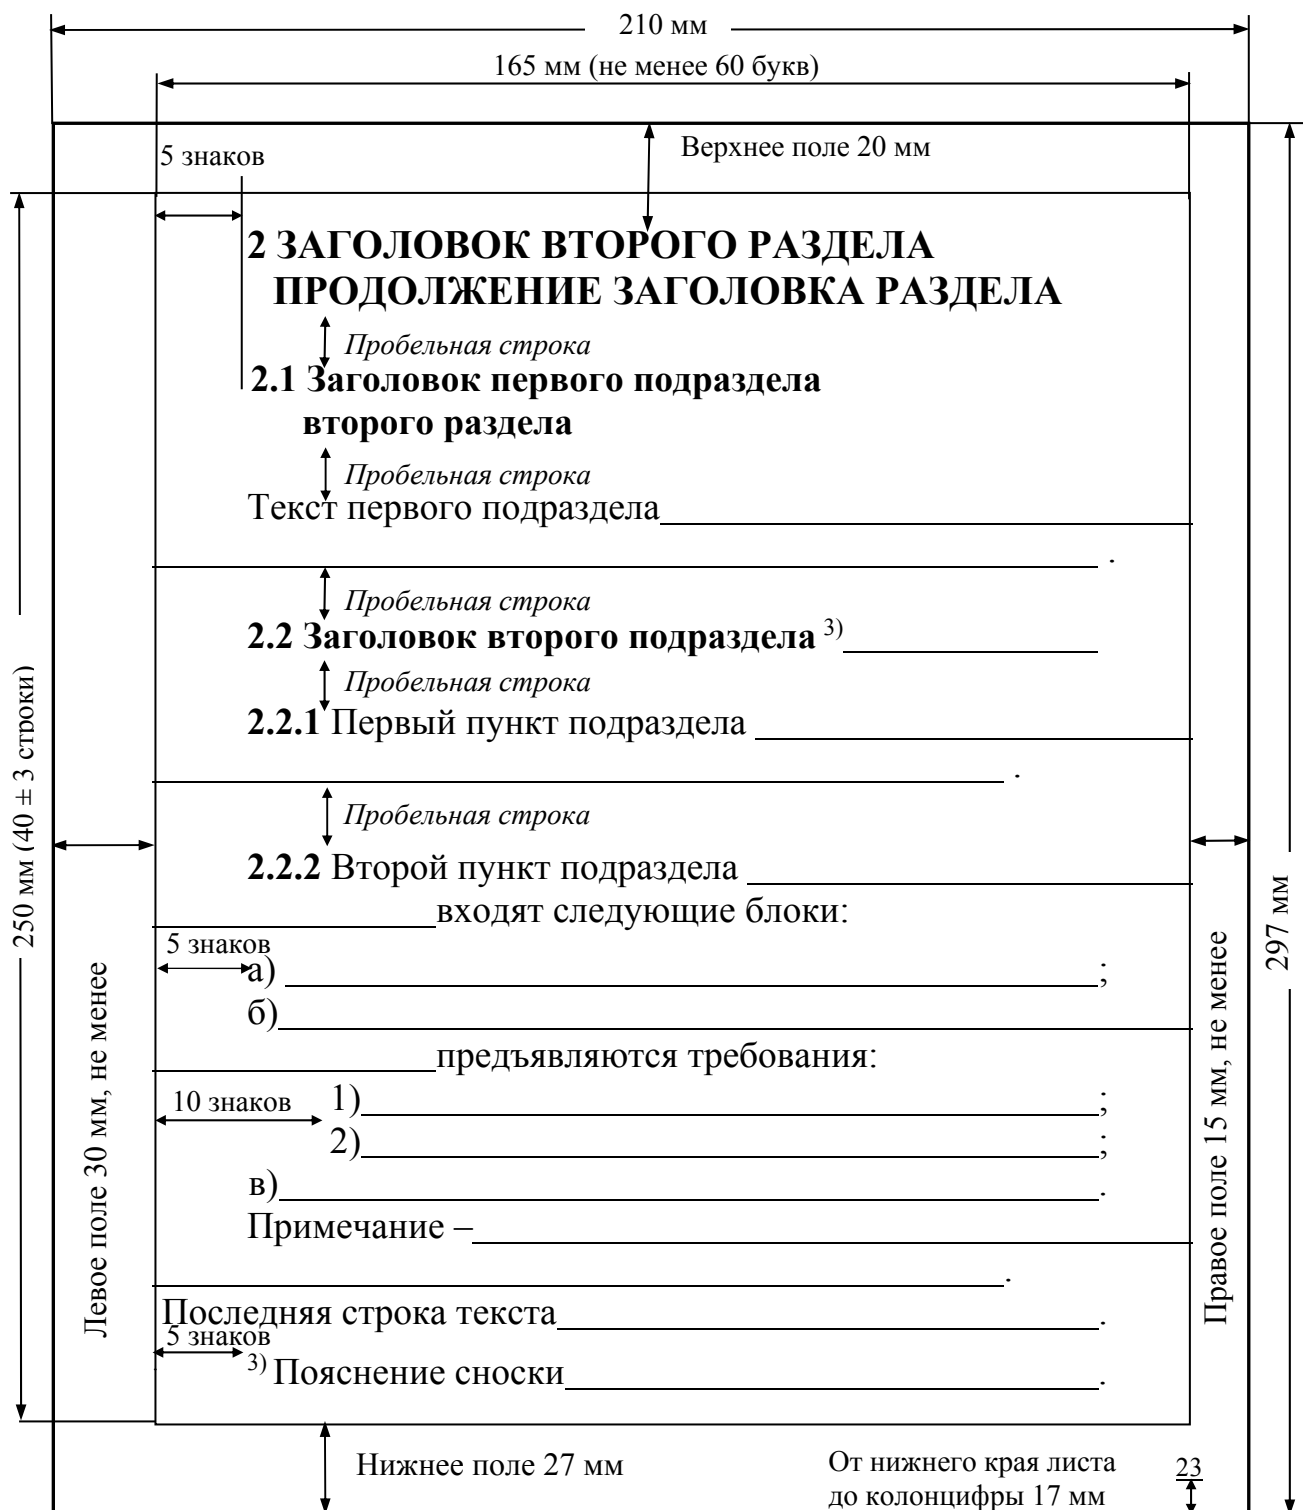 210 мм
165 мм (не менее 60 букв)
Верхнее поле 20 мм
5 знаков
2 ЗАГОЛОВОК ВТОРОГО РАЗДЕЛА
ПРОДОЛЖЕНИЕ ЗАГОЛОВКА РАЗДЕЛА
Пробельная строка
2.1 Заголовок первого подраздела
второго раздела
Пробельная строка
Текст первого подраздела
.
Пробельная строка
2.2 Заголовок второго подраздела 3)
Пробельная строка
2.2.1 Первый пункт подраздела
.
Пробельная строка
2.2.2 Второй пункт подраздела
входят следующие блоки:
5 знаков
а) ;
б)
предъявляются требования:
10 знаков
1) ;
2) ;
в) .
Примечание –
.
Последняя строка текста .
5 знаков
3) Пояснение сноски .
250 мм (40 ± 3 строки)
Левое поле 30 мм, не менее
Правое поле 15 мм, не менее
297 мм
Нижнее поле 27 мм
От нижнего края листа
до колонцифры 17 мм
23